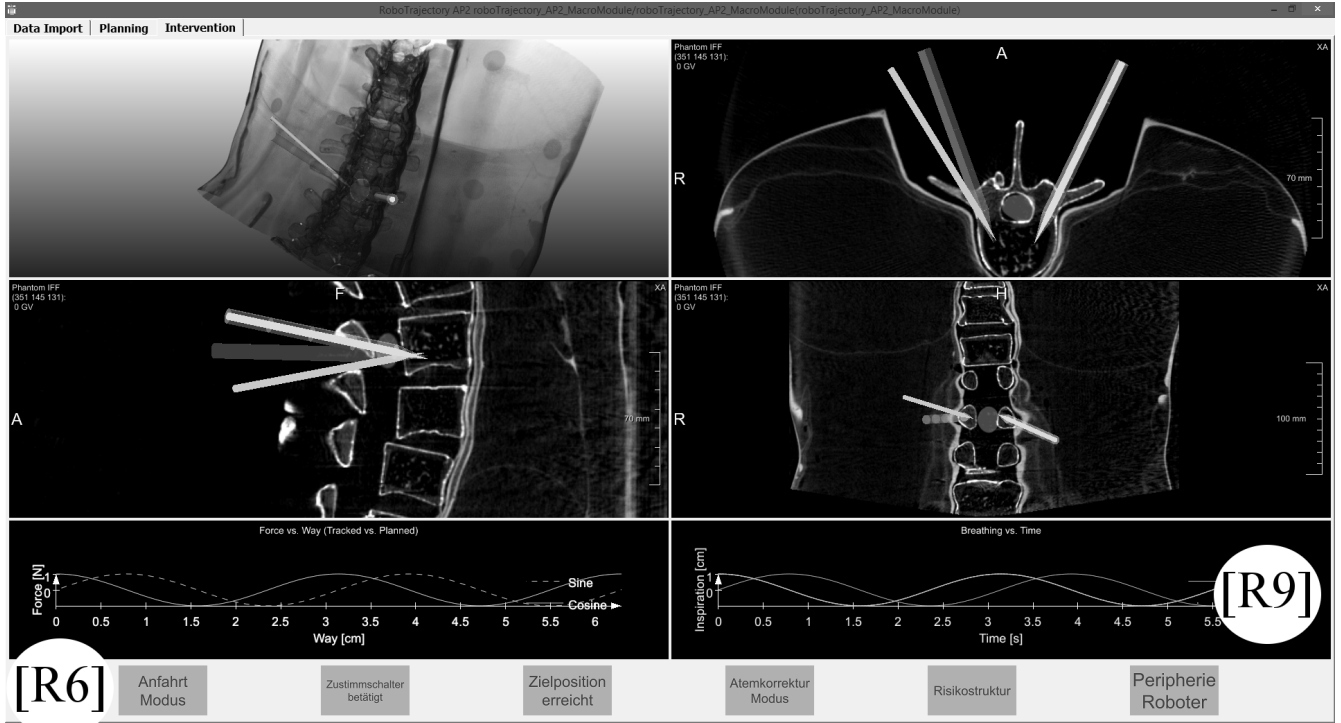 RoboTrajectory AP2 roboTrajectory_AP2_MacroModule/roboTrajectory_AP2_MacroModule(roboTrajectory_AP2_MacroModule)
Data Import | Planning | Intervention
Phantom IFF
(351 145 131):
0 GV
A
XA
R
70 mm
Phantom IFF
(351 145 131):
0 GV
F
XA
A
70 mm
Phantom IFF
(351 145 131):
0 GV
H
XA
R
100 mm
Force vs. Way (Tracked vs. Planned)
Force [N]
1
0
Sine
Cosine
0 0.5 1 1.5 2 2.5 3 3.5 4 4.5 5 5.5 6
Way [cm]
Breathing vs. Time
Inspiration [cm]
1
0
0 0.5 1 1.5 2 2.5 3 3.5 4 4.5 5 5.5
Time [s]
[R9]
[R6]
Anfahrt
Modus
Zustimmschalter
betätigt
Zielposition
erreicht
Atemkorrektur
Modus
Risikostruktur
Peripherie
Roboter